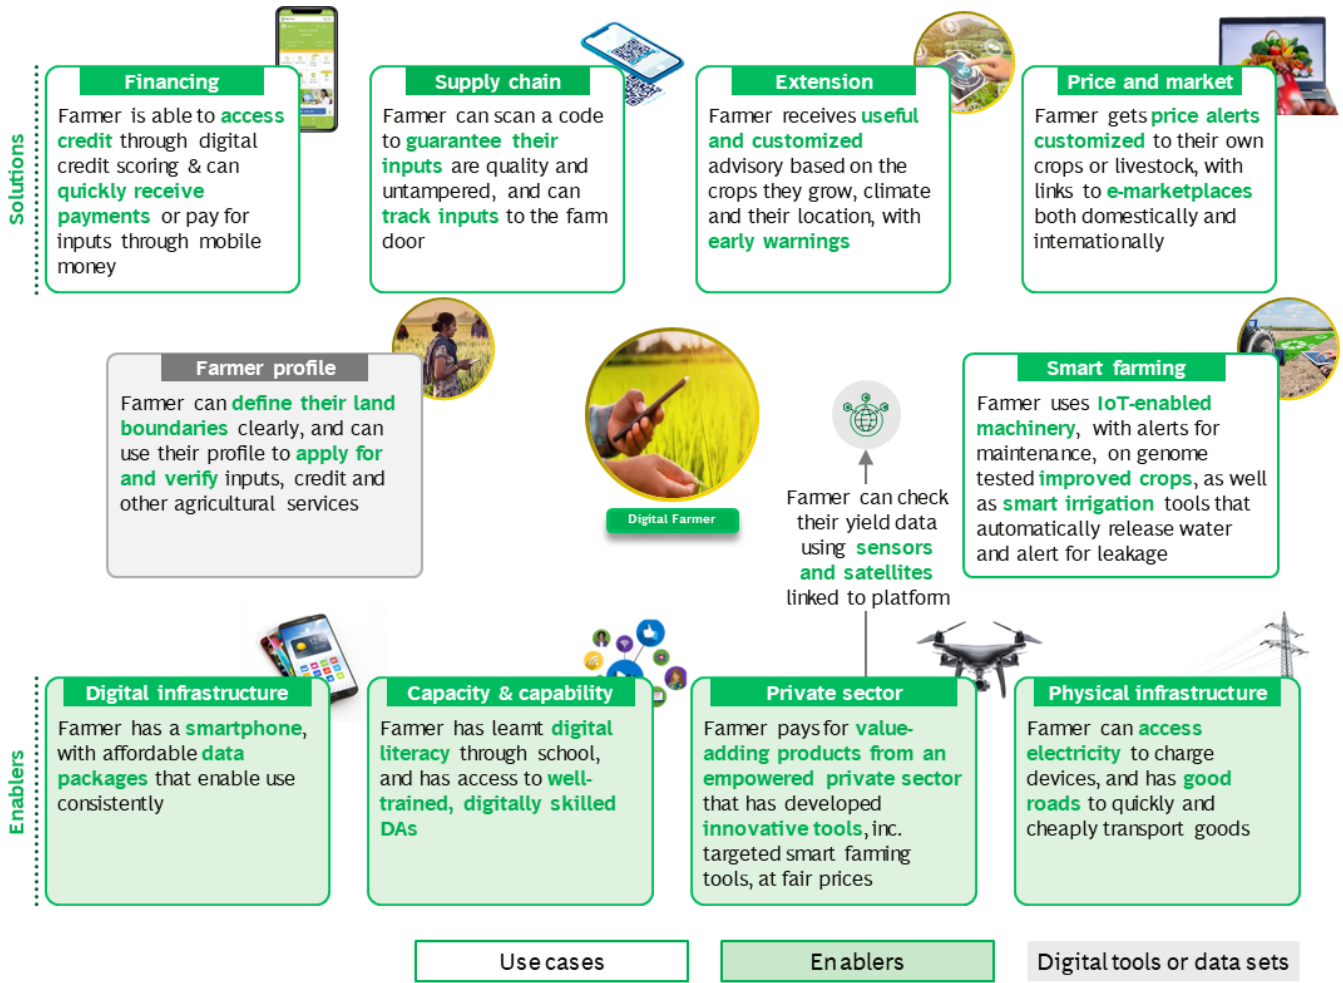 Solutions
Financing
Farmer is able to access
credit through digital
credit scoring & can
quickly receive
payments or pay for
inputs through mobile
money
Supply chain
Farmer can scan a code
to guarantee their
inputs are quality and
untampered, and can
track inputs to the farm
door
Extension
Farmer receives useful
and customized
advisory based on the
crops they grow, climate
and their location, with
early warnings
Price and market
Farmer gets price alerts
customized to their own
crops or livestock, with
links to e-marketplaces
both domestically and
internationally
Farmer profile
Farmer can define their land
boundaries clearly, and can
use their profile to apply for
and verify inputs, credit and
other agricultural services
Digital Farmer
Farmer can check
their yield data
using sensors
and satellites
linked to platform
Smart farming
Farmer uses IoT-enabled
machinery, with alerts for
maintenance, on genome
tested improved crops, as well
as smart irrigation tools that
automatically release water
and alert for leakage
Enablers
Digital infrastructure
Farmer has a smartphone,
with affordable data
packages that enable use
consistently
Capacity & capability
Farmer has learnt digital
literacy through school,
and has access to well-
trained, digitally skilled
DAs
Private sector
Farmer pays for value-
adding products from an
empowered private sector
that has developed
innovative tools, inc.
targeted smart farming
tools, at fair prices
Physical infrastructure
Farmer can access
electricity to charge
devices, and has good
roads to quickly and
cheaply transport goods
Use cases
Enablers
Digital tools or data sets